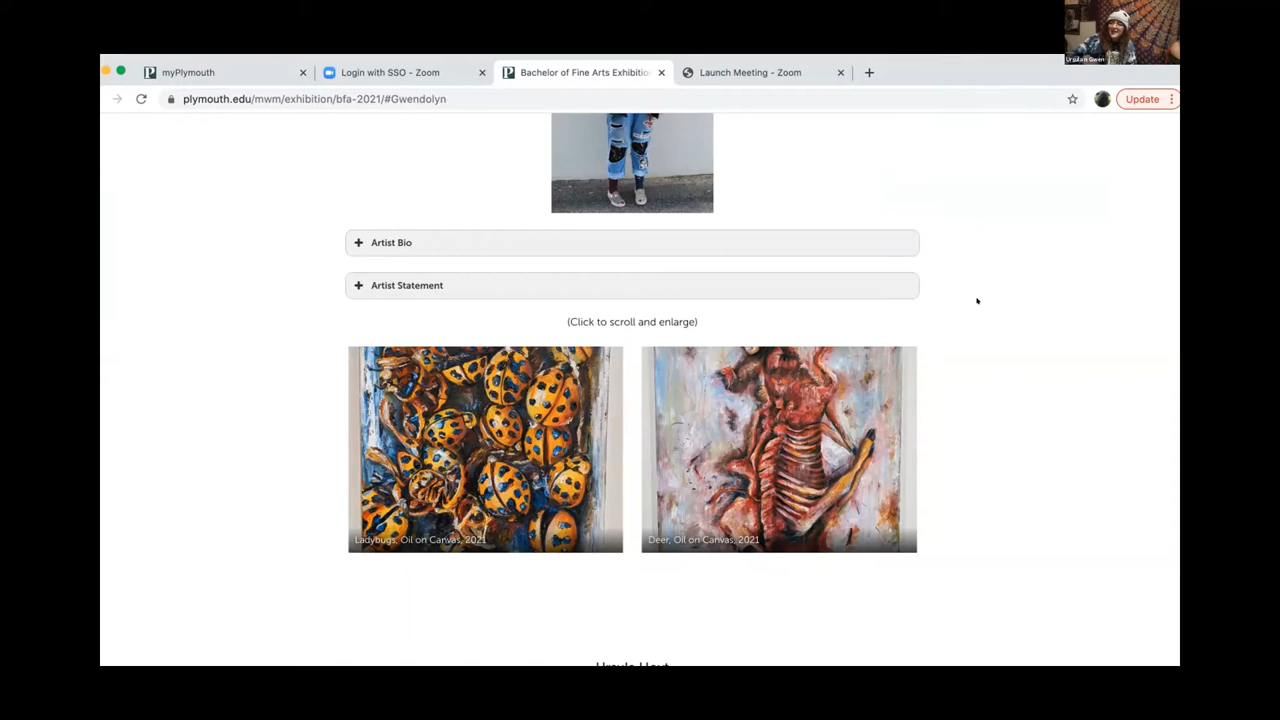 Ursula n Gwen
myPlymouth
Login with SSO - Zoom
Bachelor of Fine Arts Exhibitio
Launch Meeting - Zoom
plymouth.edu/mwm/exhibition/bfa-2021/#Gwendolyn
Update
Artist Bio
Artist Statement
(Click to scroll and enlarge)
Ladybugs, Oil on Canvas, 2021
Deer, Oil on Canvas, 2021